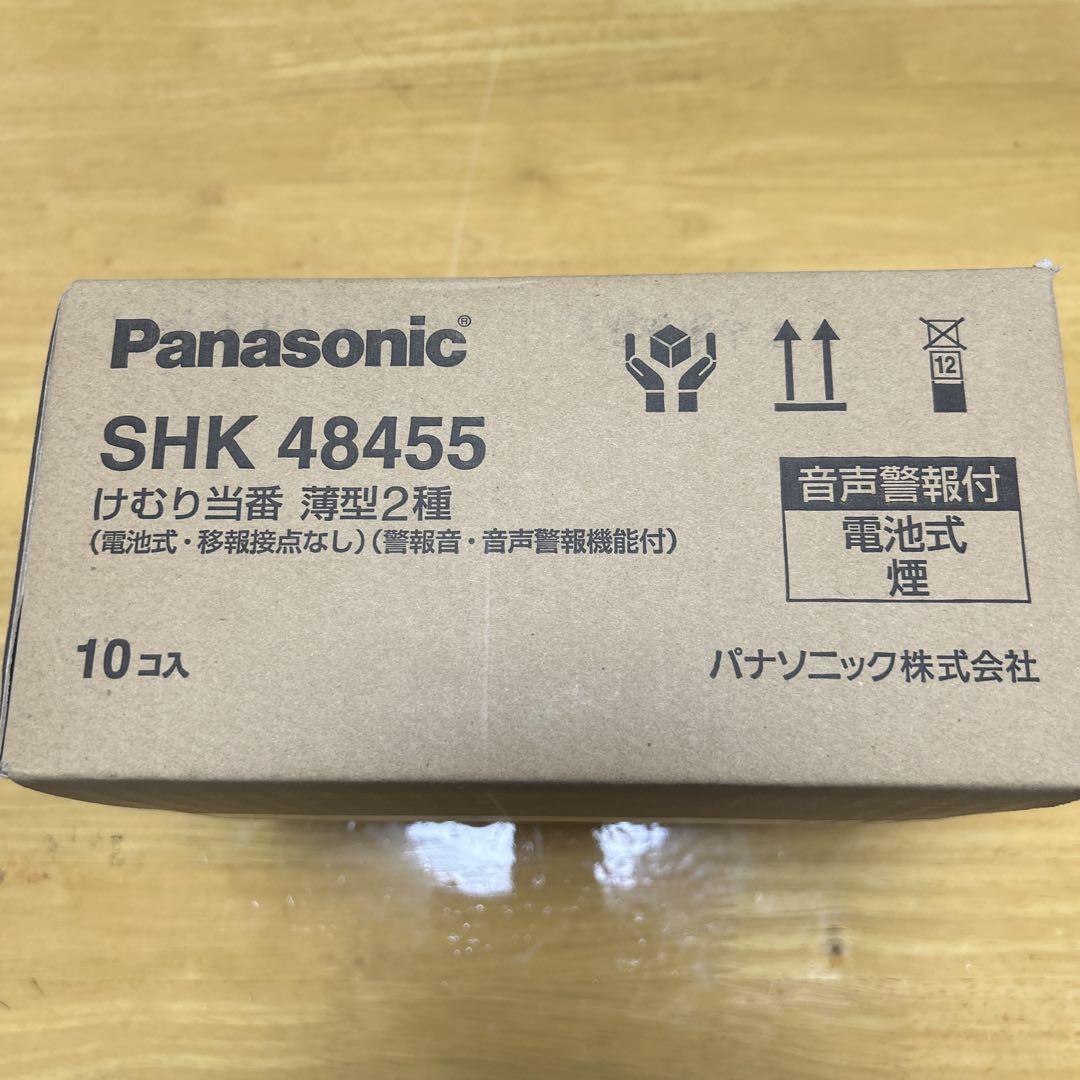 Panasonic®
SHK 48455
けむり当番 薄型2種
(電池式・移報接点なし)(警報音・音声警報機能付)
10コ入
12
音声警報付
電池式
煙
パナソニック株式会社